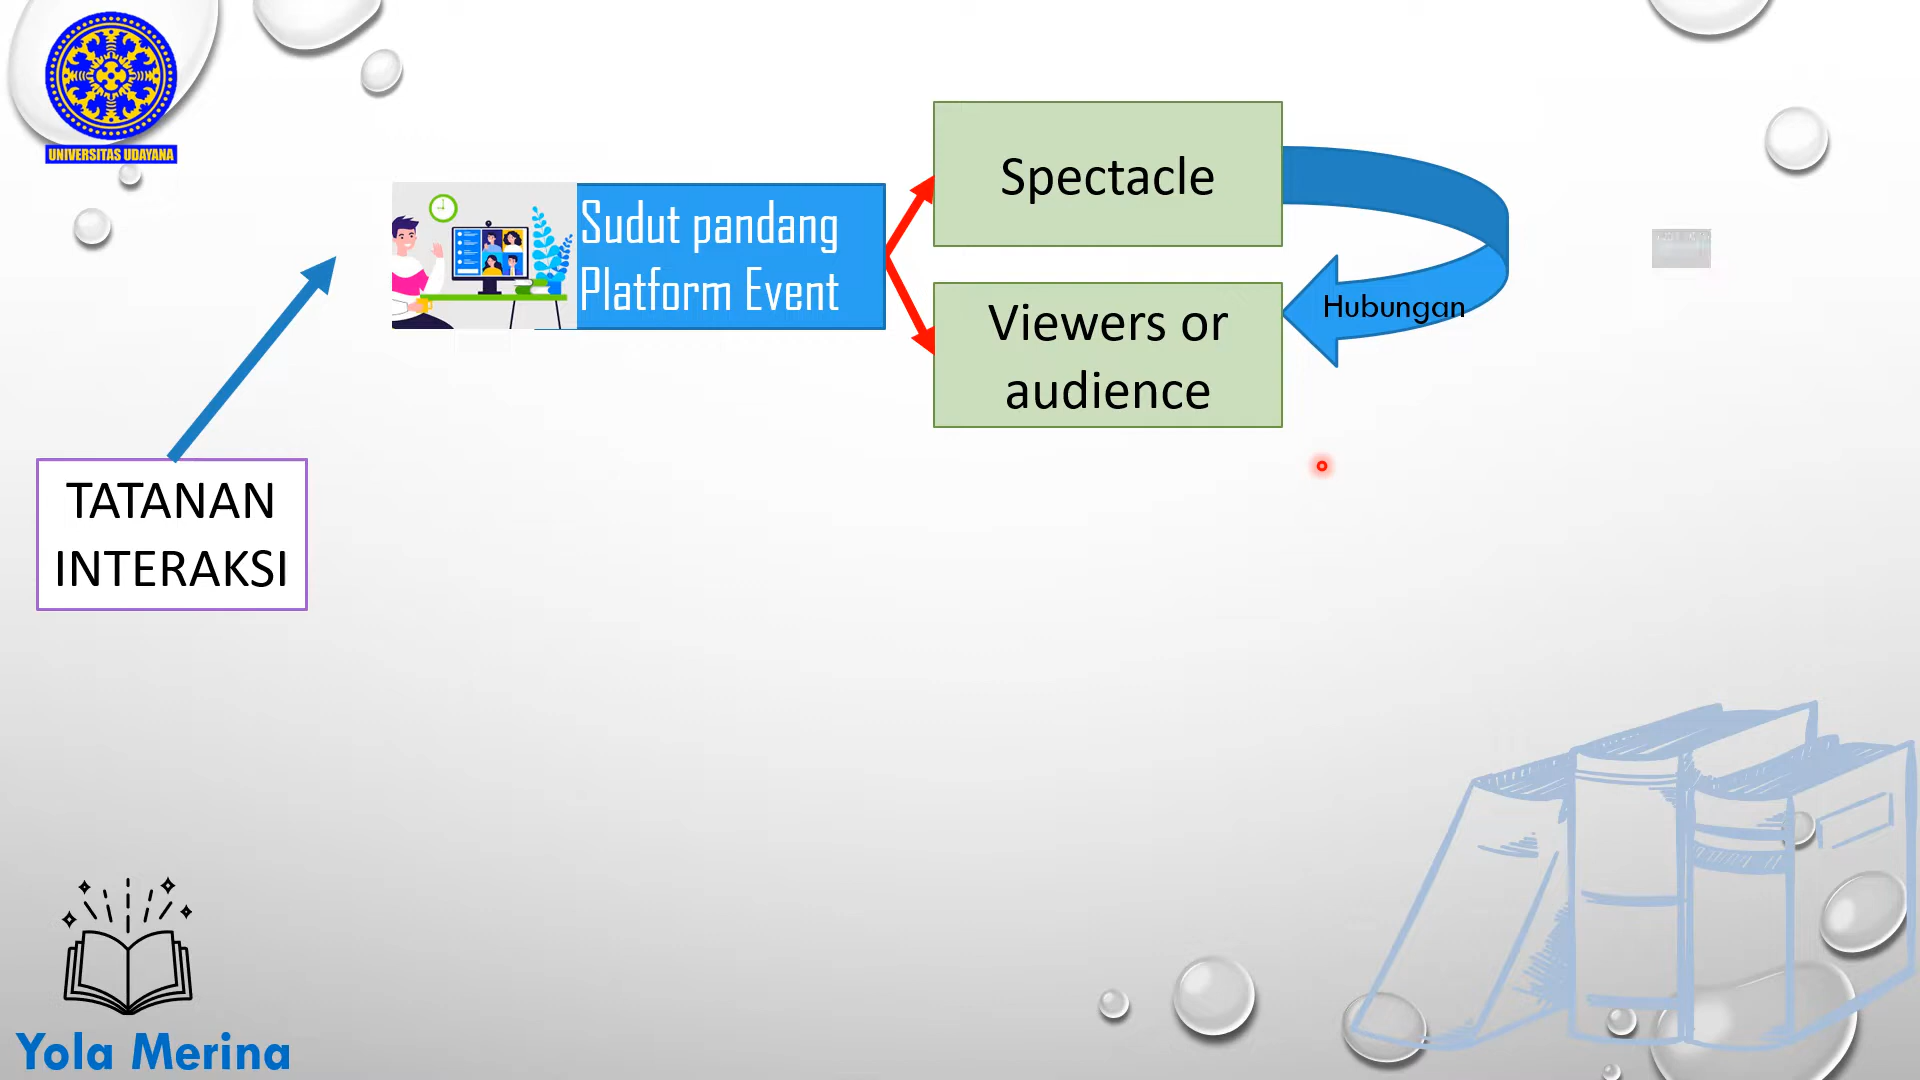 UNIVERSITAS UDAYANA
Spectacle
Sudut pandang
Platform Event
Viewers or
audience
Hubungan
TATANAN
INTERAKSI
Yola Merina